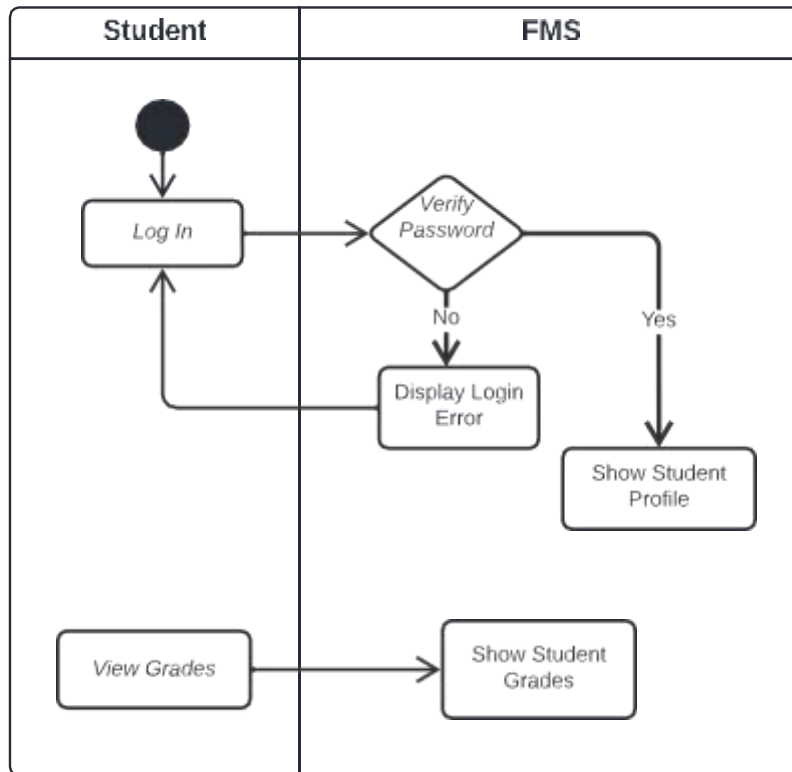 Student
FMS
Log In
Verify
Password
No
Yes
Display Login
Error
Show Student
Profile
View Grades
Show Student
Grades